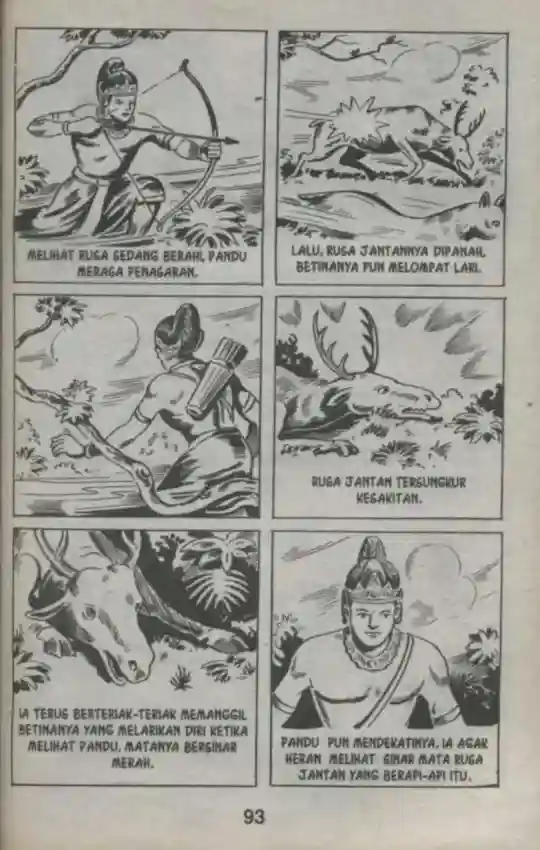 MELIHAT RUSA SEDANG BERAHI, PANDU
MERASA PENASARAN.
LALU, RUSA JANTANNYA DIPANAH,
BETINANYA PUN MELOMPAT LARI.
RUSA JANTAN TERSUNGKUR
KESAKITAN.
IA TERUS BERTERIAK-TERIAK MEMANGGIL
BETINANYA YANG MELARIKAN DIRI KETIKA
MELIHAT PANDU, MATANYA BERSINAR
MERAH.
PANDU PUN MENDEKATINYA, IA AGAK
HERAN MELIHAT SINAR MATA RUSA
JANTAN YANG BERAPI-API ITU.
93